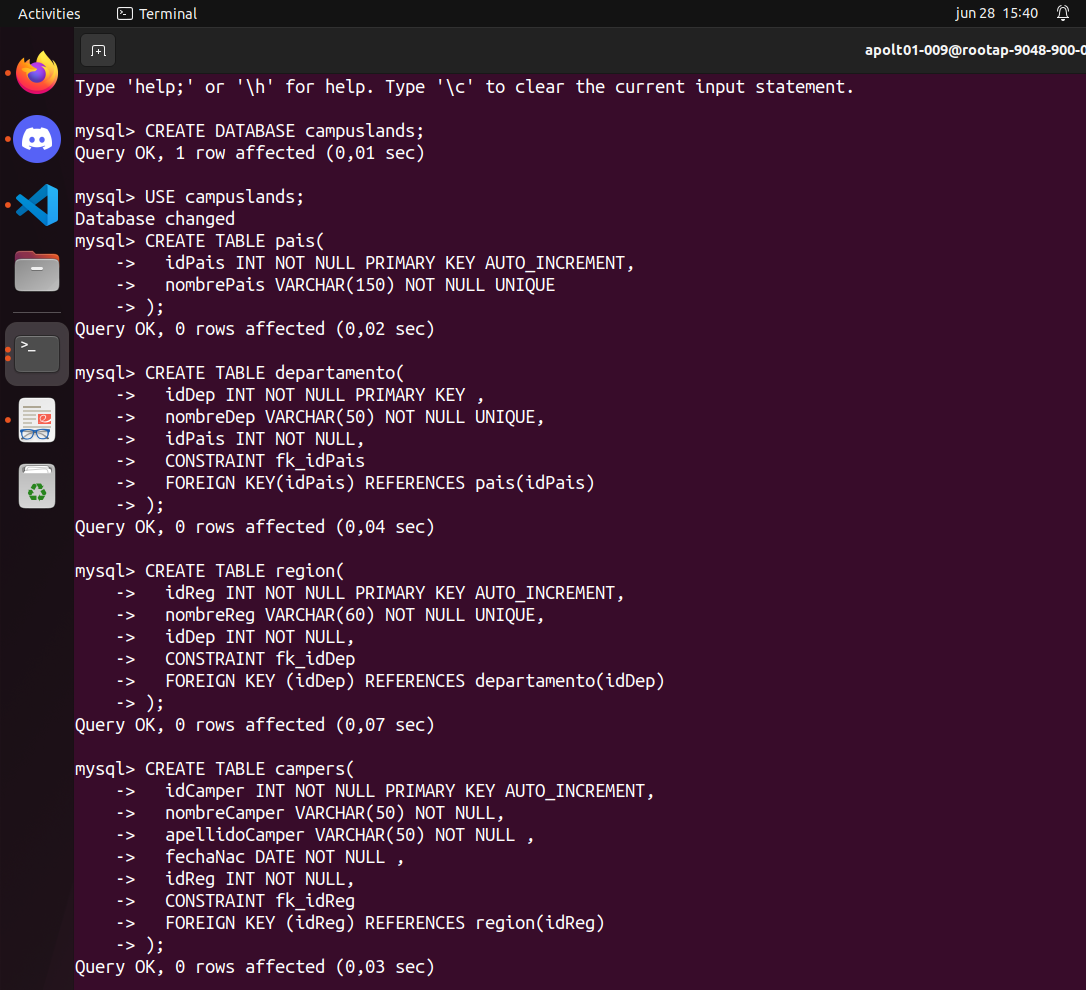 Activities
Terminal
jun 28 15:40
apolt01-009@rootap-9048-900-0
Type 'help;' or '\h' for help. Type '\c' to clear the current input statement.
mysql> CREATE DATABASE campuslands;
Query OK, 1 row affected (0,01 sec)
mysql> USE campuslands;
Database changed
mysql> CREATE TABLE pais(
    ->   idPais INT NOT NULL PRIMARY KEY AUTO_INCREMENT,
    ->   nombrePais VARCHAR(150) NOT NULL UNIQUE
    -> );
Query OK, 0 rows affected (0,02 sec)
mysql> CREATE TABLE departamento(
    ->   idDep INT NOT NULL PRIMARY KEY ,
    ->   nombreDep VARCHAR(50) NOT NULL UNIQUE,
    ->   idPais INT NOT NULL,
    ->   CONSTRAINT fk_idPais
    ->   FOREIGN KEY(idPais) REFERENCES pais(idPais)
    -> );
Query OK, 0 rows affected (0,04 sec)
mysql> CREATE TABLE region(
    ->   idReg INT NOT NULL PRIMARY KEY AUTO_INCREMENT,
    ->   nombreReg VARCHAR(60) NOT NULL UNIQUE,
    ->   idDep INT NOT NULL,
    ->   CONSTRAINT fk_idDep
    ->   FOREIGN KEY (idDep) REFERENCES departamento(idDep)
    -> );
Query OK, 0 rows affected (0,07 sec)
mysql> CREATE TABLE campers(
    ->   idCamper INT NOT NULL PRIMARY KEY AUTO_INCREMENT,
    ->   nombreCamper VARCHAR(50) NOT NULL,
    ->   apellidoCamper VARCHAR(50) NOT NULL ,
    ->   fechaNac DATE NOT NULL ,
    ->   idReg INT NOT NULL,
    ->   CONSTRAINT fk_idReg
    ->   FOREIGN KEY (idReg) REFERENCES region(idReg)
    -> );
Query OK, 0 rows affected (0,03 sec)